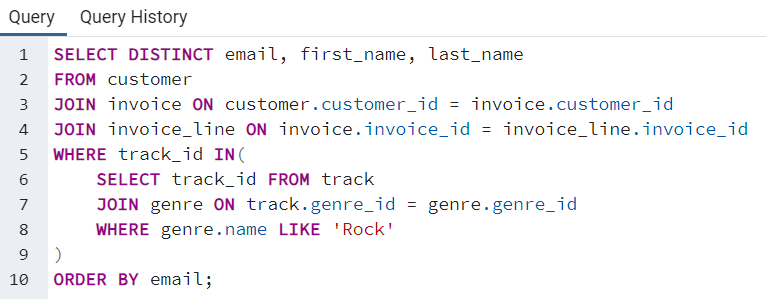 Query Query History
1 SELECT DISTINCT email, first_name, last_name
2 FROM customer
3 JOIN invoice ON customer.customer_id = invoice.customer_id
4 JOIN invoice_line ON invoice.invoice_id = invoice_line.invoice_id
5 WHERE track_id IN(
6     SELECT track_id FROM track
7     JOIN genre ON track.genre_id = genre.genre_id
8     WHERE genre.name LIKE 'Rock'
9 )
10 ORDER BY email;